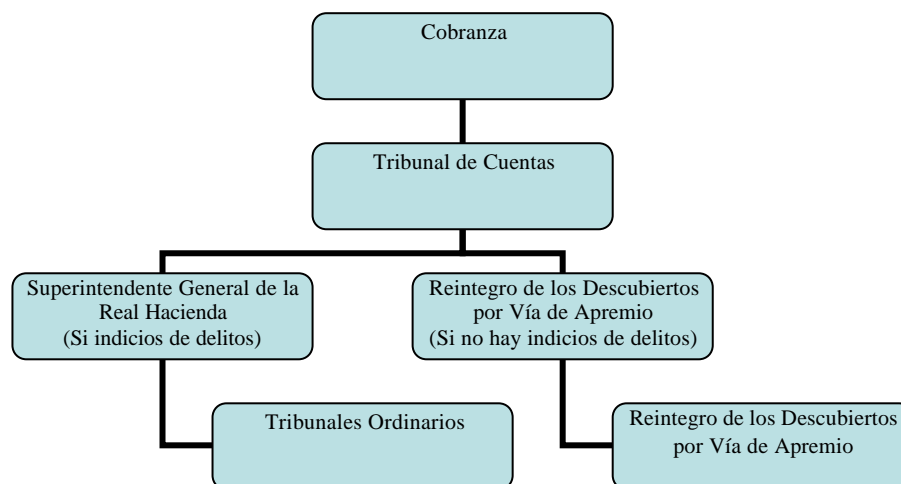 Cobranza
Tribunal de Cuentas
Superintendente General de la
Real Hacienda
(Si indicios de delitos)
Reintegro de los Descubiertos
por Vía de Apremio
(Si no hay indicios de delitos)
Tribunales Ordinarios
Reintegro de los Descubiertos
por Vía de Apremio